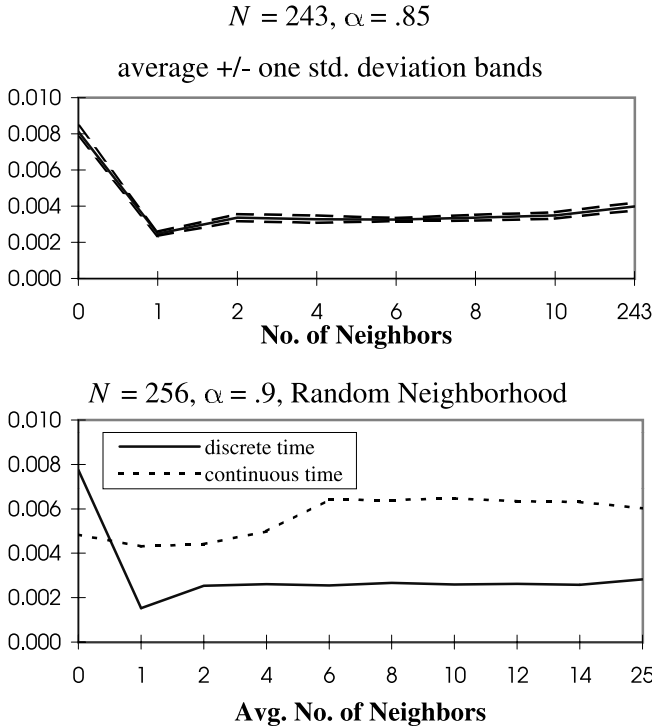 N = 243, α = .85
average +/- one std. deviation bands
0.010
0.008
0.006
0.004
0.002
0.000
0 1 2 4 6 8 10 243
No. of Neighbors
N = 256, α = .9, Random Neighborhood
0.010
0.008
0.006
0.004
0.002
0.000
discrete time
continuous time
0 1 2 4 6 8 10 12 14 25
Avg. No. of Neighbors